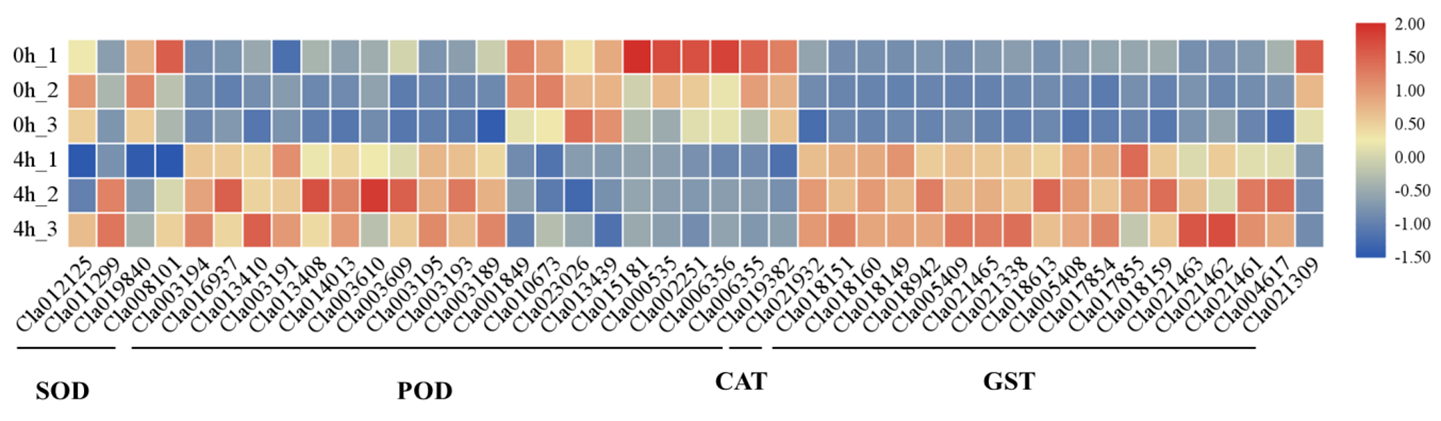 2.00
1.50
1.00
0.50
0.00
-0.50
-1.00
-1.50
0h_1
0h_2
0h_3
4h_1
4h_2
4h_3
Cla012125
Cla011299
Cla019840
Cla008101
Cla003194
Cla016937
Cla013410
Cla003191
Cla013408
Cla014013
Cla003610
Cla003609
Cla003195
Cla003193
Cla003189
Cla001849
Cla010673
Cla023026
Cla013439
Cla015181
Cla000535
Cla002251
Cla006356
Cla006355
Cla019382
Cla021932
Cla018151
Cla018160
Cla018149
Cla018942
Cla005409
Cla021465
Cla021338
Cla018613
Cla005408
Cla017854
Cla017855
Cla018159
Cla021463
Cla021462
Cla021461
Cla004617
Cla021309
SOD
POD
CAT
GST